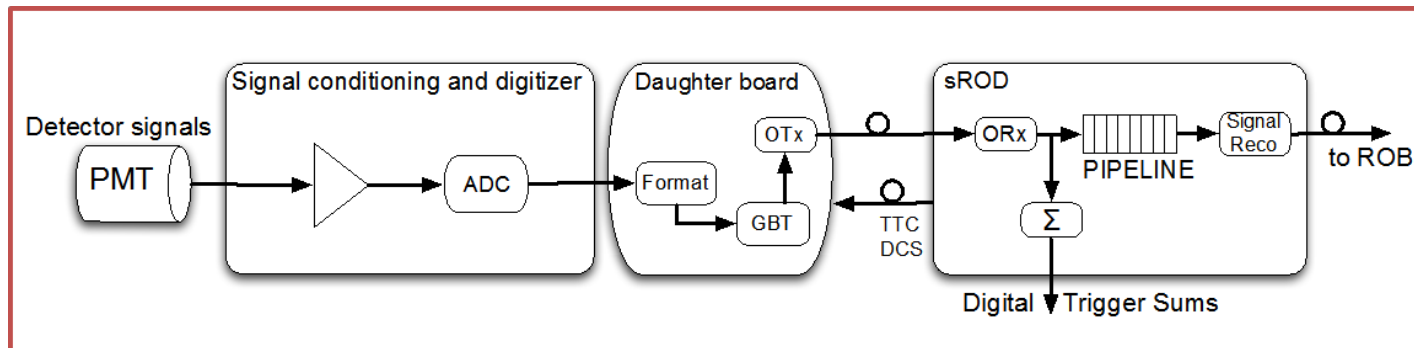 Signal conditioning and digitizer
Daughter board
sROD
Detector signals
PMT
ADC
Format
OTx
GBT
TTC
DCS
ORx
PIPELINE
Signal
Reco
to ROB
Σ
Digital Trigger Sums